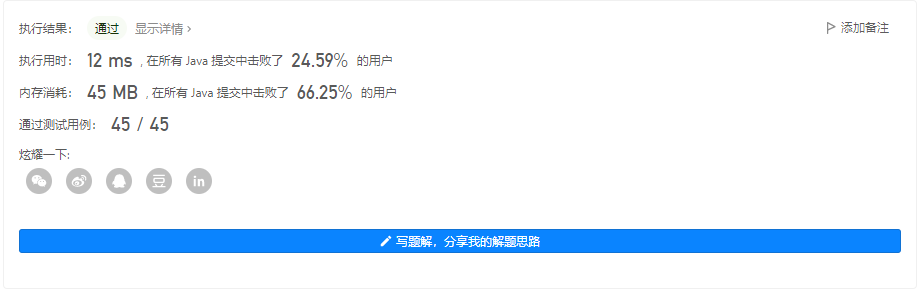 执行结果： 通过 显示详情 › 添加备注
执行用时： 12 ms , 在所有 Java 提交中击败了 24.59% 的用户
内存消耗： 45 MB , 在所有 Java 提交中击败了 66.25% 的用户
通过测试用例： 45 / 45
炫耀一下:
豆 in
写题解，分享我的解题思路